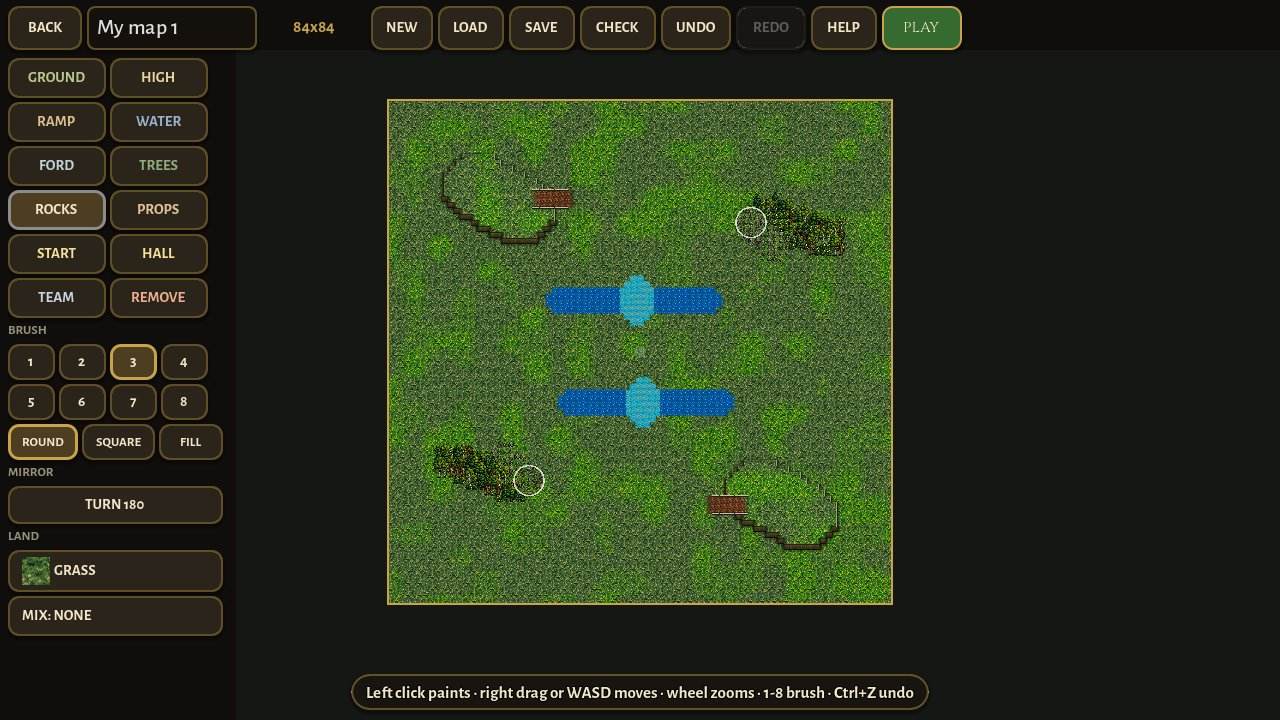 BACK
My map 1
84x84
NEW
LOAD
SAVE
CHECK
UNDO
REDO
HELP
PLAY
GROUND
HIGH
RAMP
WATER
FORD
TREES
ROCKS
PROPS
START
HALL
TEAM
REMOVE
BRUSH
1
2
3
4
5
6
7
8
ROUND
SQUARE
FILL
MIRROR
TURN 180
LAND
GRASS
MIX: NONE
Left click paints · right drag or WASD moves · wheel zooms · 1-8 brush · Ctrl+Z undo